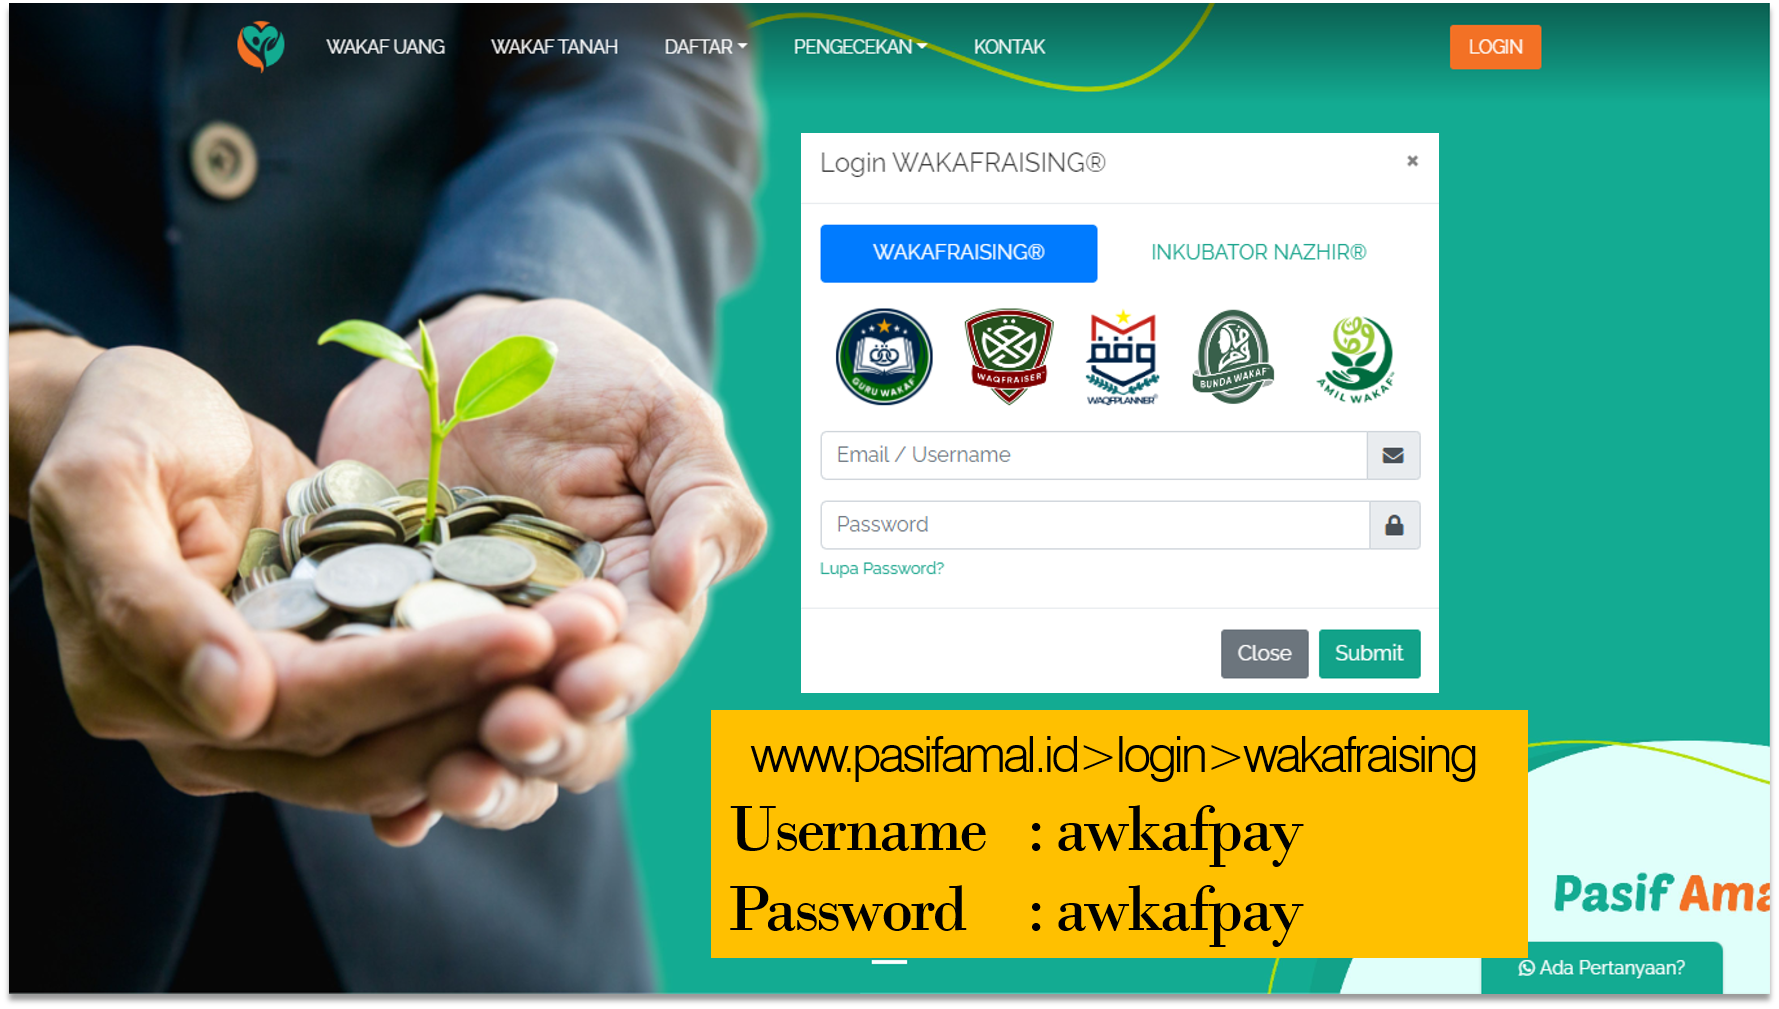 WAKAF UANG WAKAF TANAH DAFTAR PENGECEKAN KONTAK LOGIN
Login WAKAFRAISING® ×
WAKAFRAISING® INKUBATOR NAZHIR®
GURU WAKAF
WAQFRAISER
وقف
WAQFPLANNER®
BUNDA WAKAF
AMIL WAKAF™
Email / Username
Password
Lupa Password?
Close Submit
www.pasifamal.id>login>wakafraising
Username : awkafpay
Password : awkafpay
Pasif Ama
Ada Pertanyaan?